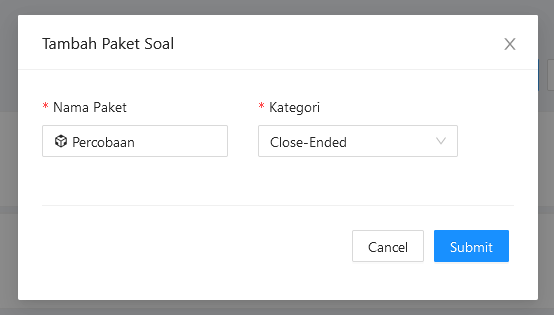 Tambah Paket Soal
* Nama Paket
* Kategori
Percobaan
Close-Ended
Cancel
Submit